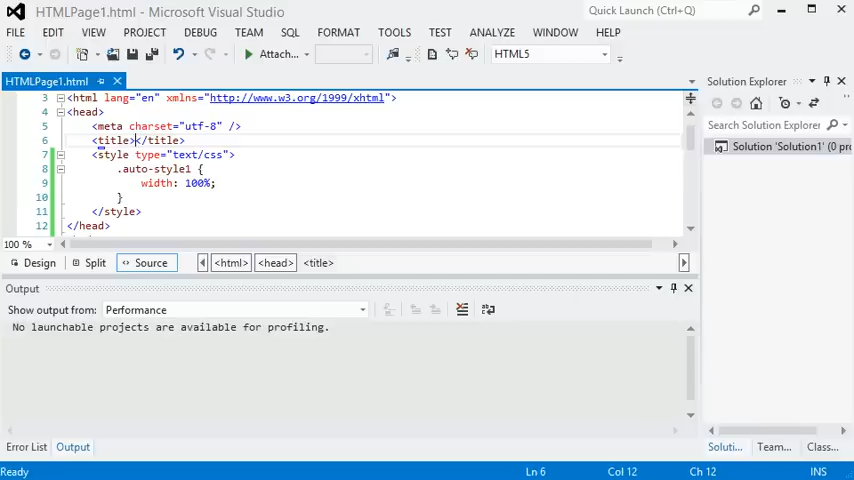 HTMLPage1.html - Microsoft Visual Studio
Quick Launch (Ctrl+Q)
FILE EDIT VIEW PROJECT DEBUG TEAM SQL FORMAT TABLE TOOLS TEST ANALYZE WINDOW HELP
Attach... HTML5
HTMLPage1.html
3 <html lang="en" xmlns="http://www.w3.org/1999/xhtml">
4 <head>
5 <meta charset="utf-8" />
6 <title></title>
7 <style type="text/css">
8 .auto-style1 {
9 width: 100%;
10 }
11 </style>
12 </head>
100 %
Design Split Source <html> <head> <title>
Output
Show output from: Performance
No launchable projects are available for profiling.
Error List Output
Solution Explorer
Search Solution Explorer
Solution 'Solution1' (0 pro
Soluti... Team... Class...
Ready Ln 6 Col 12 Ch 12 INS